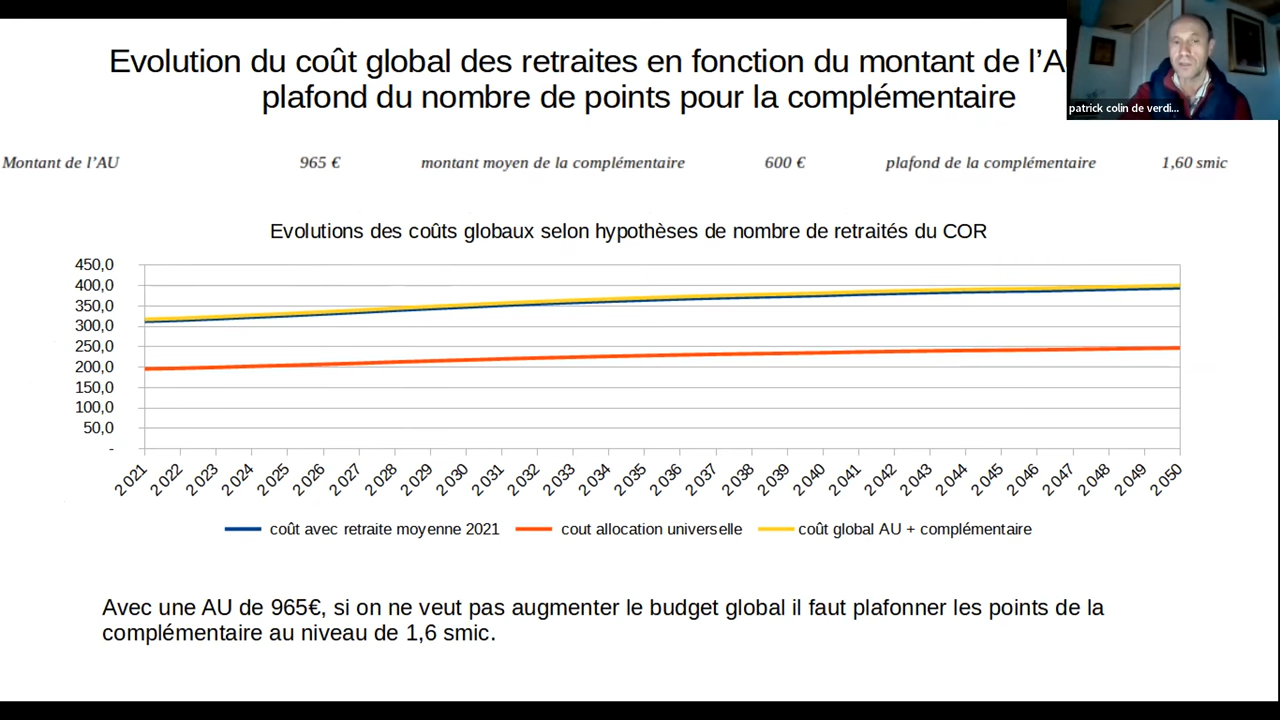 Evolution du coût global des retraites en fonction du montant de l'A
plafond du nombre de points pour la complémentaire
patrick colin de verdi...
Montant de l'AU 965 € montant moyen de la complémentaire 600 € plafond de la complémentaire 1,60 smic
Evolutions des coûts globaux selon hypothèses de nombre de retraités du COR
450,0
400,0
350,0
300,0
250,0
200,0
150,0
100,0
50,0
-
2021 2022 2023 2024 2025 2026 2027 2028 2029 2030 2031 2032 2033 2034 2035 2036 2037 2038 2039 2040 2041 2042 2043 2044 2045 2046 2047 2048 2049 2050
coût avec retraite moyenne 2021 cout allocation universelle coût global AU + complémentaire
Avec une AU de 965€, si on ne veut pas augmenter le budget global il faut plafonner les points de la
complémentaire au niveau de 1,6 smic.